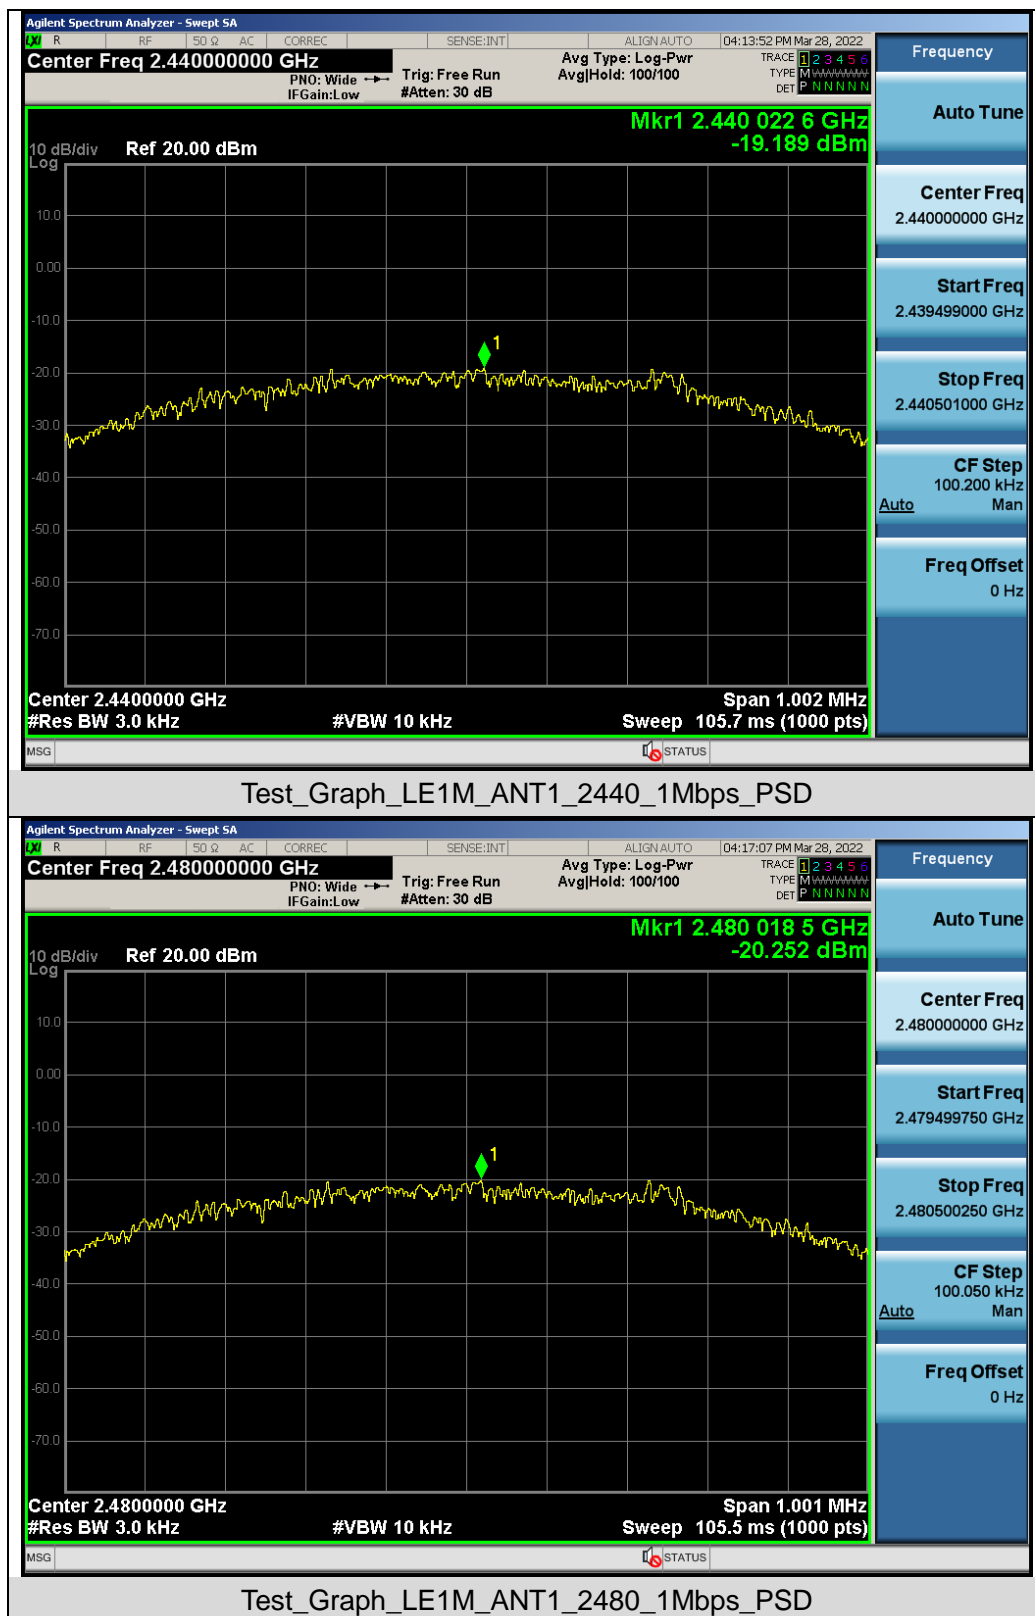 Agilent Spectrum Analyzer - Swept SA
LXI R RF 50 Ω AC CORREC SENSE:INT ALIGNAUTO 04:13:52 PM Mar 28, 2022
Center Freq 2.440000000 GHz
PNO: Wide
IFGain:Low
Trig: Free Run
#Atten: 30 dB
Avg Type: Log-Pwr
Avg|Hold: 100/100
TRACE 1 2 3 4 5 6
TYPE M WWWWW
DET P N N N N N
Mkr1 2.440 022 6 GHz
-19.189 dBm
10 dB/div Ref 20.00 dBm
Log
10.0
0.00
-10.0
-20.0
-30.0
-40.0
-50.0
-60.0
-70.0
1
Center 2.4400000 GHz Span 1.002 MHz
#Res BW 3.0 kHz #VBW 10 kHz Sweep 105.7 ms (1000 pts)
MSG STATUS
Frequency
Auto Tune
Center Freq
2.440000000 GHz
Start Freq
2.439499000 GHz
Stop Freq
2.440501000 GHz
CF Step
100.200 kHz
Auto Man
Freq Offset
0 Hz
Test_Graph_LE1M_ANT1_2440_1Mbps_PSD
Agilent Spectrum Analyzer - Swept SA
LXI R RF 50 Ω AC CORREC SENSE:INT ALIGNAUTO 04:17:07 PM Mar 28, 2022
Center Freq 2.480000000 GHz
PNO: Wide
IFGain:Low
Trig: Free Run
#Atten: 30 dB
Avg Type: Log-Pwr
Avg|Hold: 100/100
TRACE 1 2 3 4 5 6
TYPE M WWWWW
DET P N N N N N
Mkr1 2.480 018 5 GHz
-20.252 dBm
10 dB/div Ref 20.00 dBm
Log
10.0
0.00
-10.0
-20.0
-30.0
-40.0
-50.0
-60.0
-70.0
1
Center 2.4800000 GHz Span 1.001 MHz
#Res BW 3.0 kHz #VBW 10 kHz Sweep 105.5 ms (1000 pts)
MSG STATUS
Frequency
Auto Tune
Center Freq
2.480000000 GHz
Start Freq
2.479499750 GHz
Stop Freq
2.480500250 GHz
CF Step
100.050 kHz
Auto Man
Freq Offset
0 Hz
Test_Graph_LE1M_ANT1_2480_1Mbps_PSD